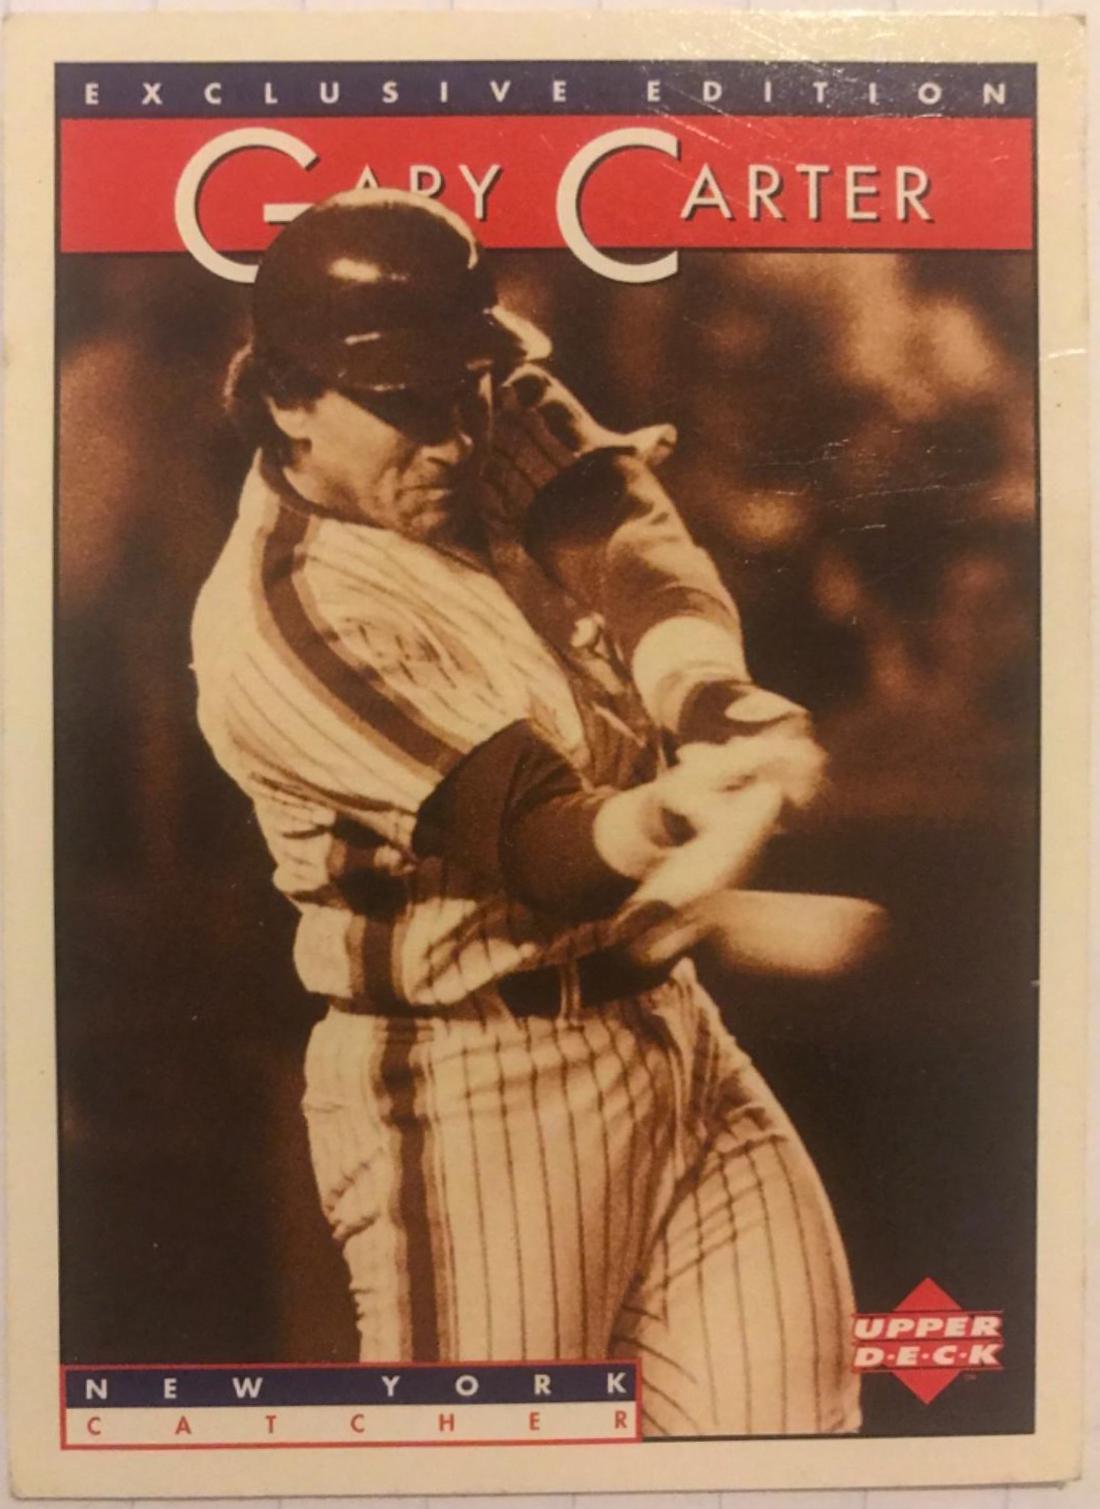 EXCLUSIVE EDITION
GARY CARTER
UPPER
D·E·C·K
NEW YORK
CATCHER